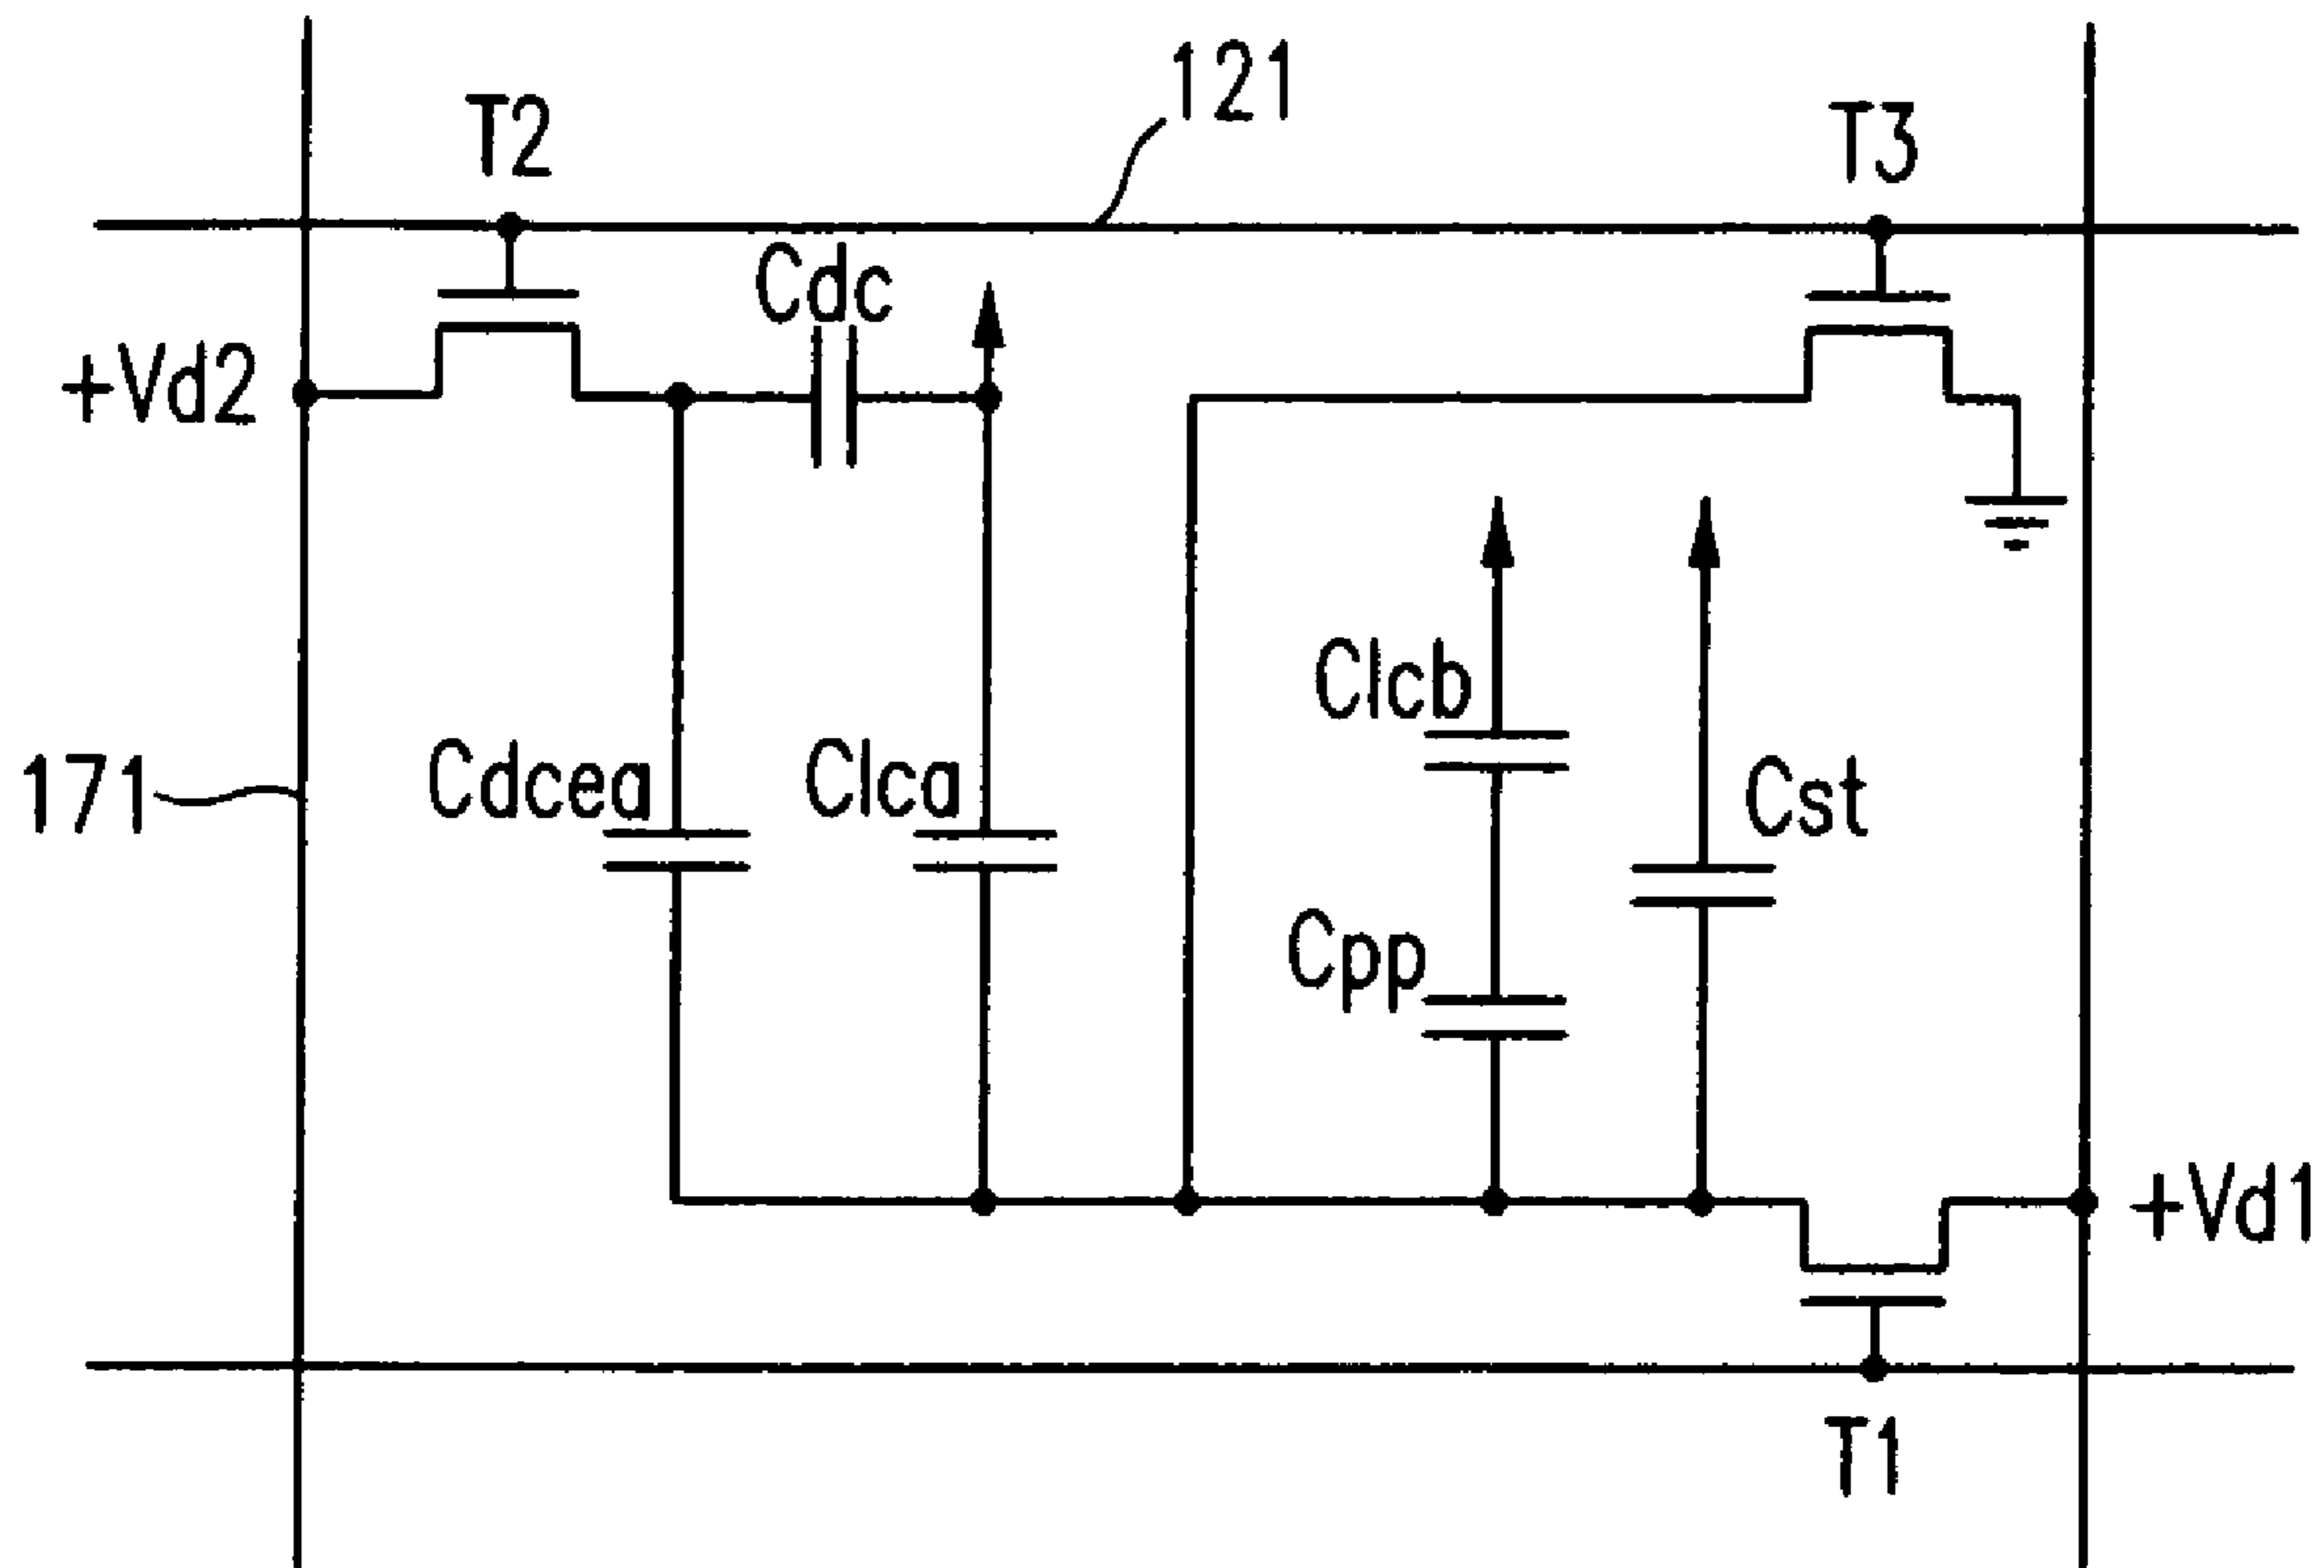 121
T2
T3
Cdc
+Vd2
Clcb
171
Cdcea
Clca
Cst
Cpp
+Vd1
T1